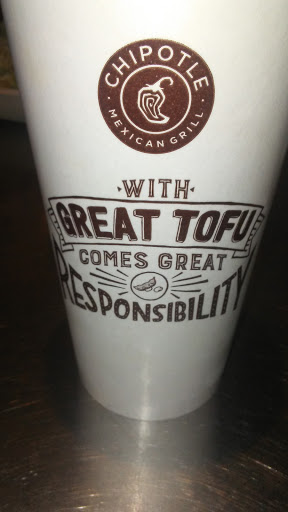 CHIPOTLE
MEXICAN GRILL
WITH
GREAT TOFU
COMES GREAT
RESPONSIBILITY